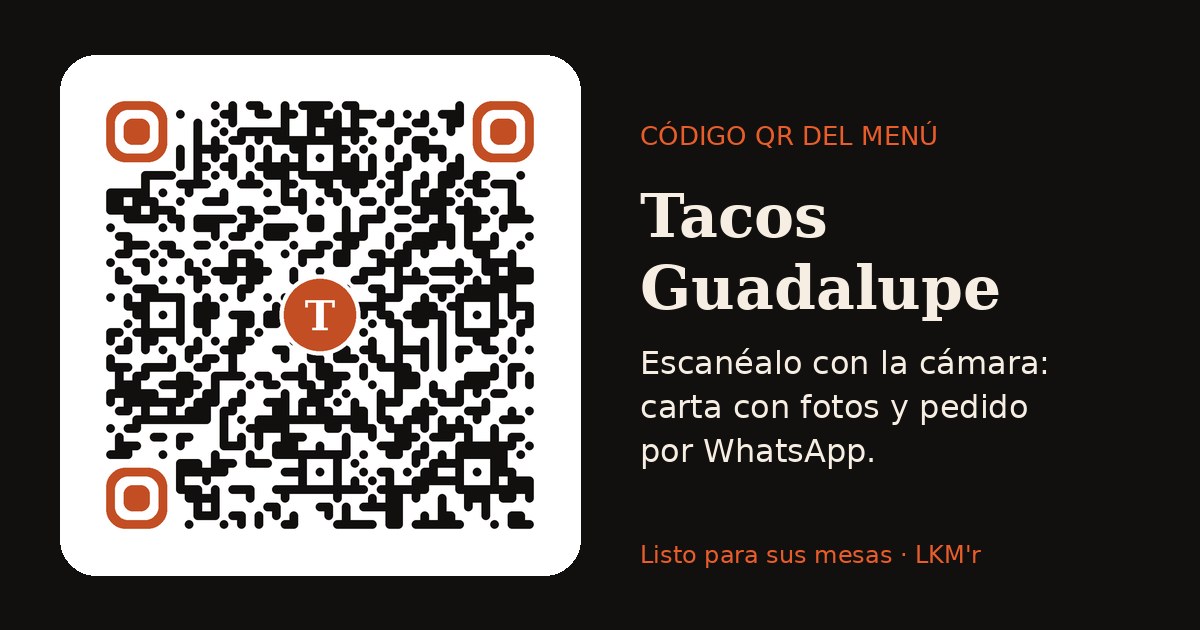 T
CÓDIGO QR DEL MENÚ
Tacos
Guadalupe
Escanéalo con la cámara:
carta con fotos y pedido
por WhatsApp.
Listo para sus mesas · LKM'r